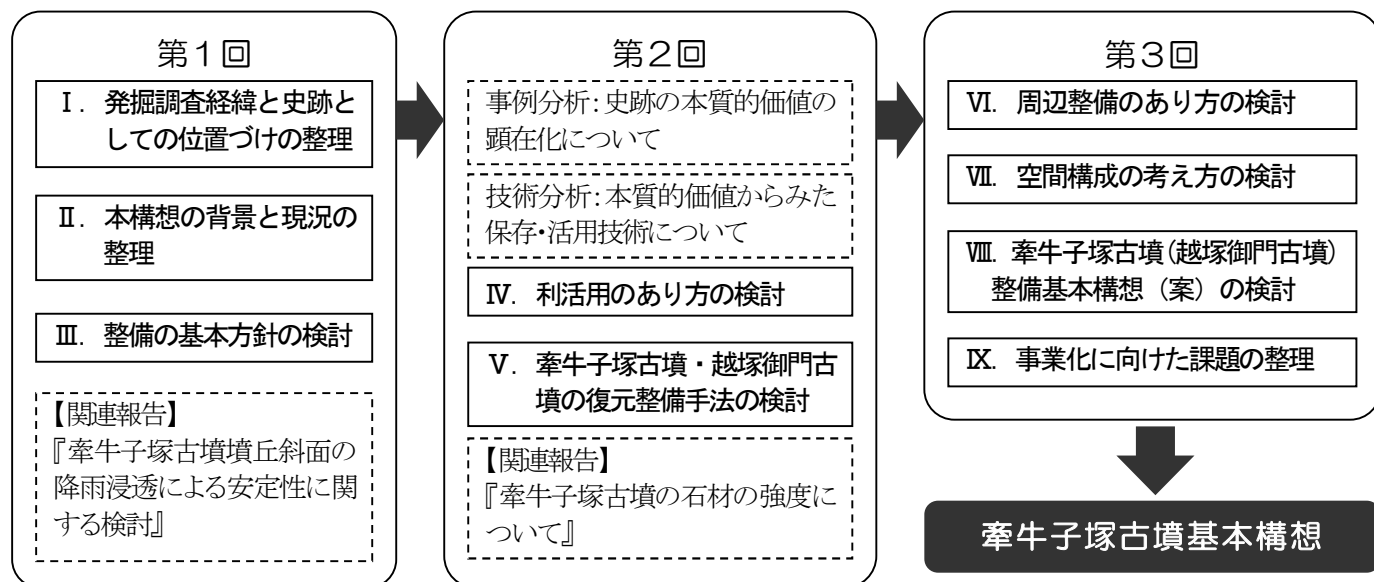 第1回
Ⅰ．発掘調査経緯と史跡と
しての位置づけの整理
Ⅱ．本構想の背景と現況の
整理
Ⅲ．整備の基本方針の検討
【関連報告】
『牽牛子塚古墳墳丘斜面の
降雨浸透による安定性に関
する検討』
第2回
事例分析：史跡の本質的価値の
顕在化について
技術分析：本質的価値からみた
保存・活用技術について
Ⅳ．利活用のあり方の検討
Ⅴ．牽牛子塚古墳・越塚御門古
墳の復元整備手法の検討
【関連報告】
『牽牛子塚古墳の石材の強度に
ついて』
第3回
Ⅵ．周辺整備のあり方の検討
Ⅶ．空間構成の考え方の検討
Ⅷ．牽牛子塚古墳(越塚御門古墳)
整備基本構想（案）の検討
Ⅸ．事業化に向けた課題の整理
牽牛子塚古墳基本構想